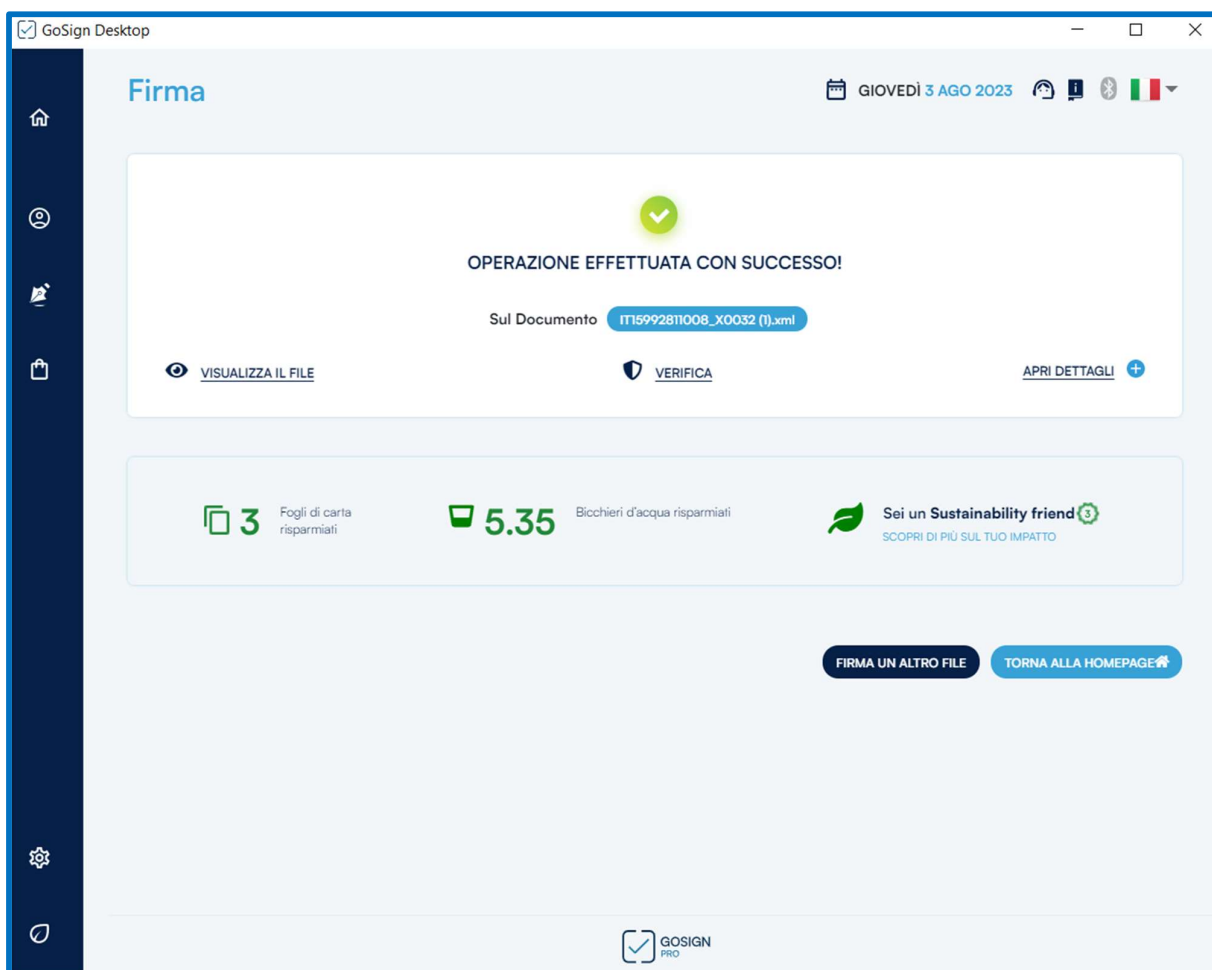 GoSign Desktop
Firma
GIOVEDÌ 3 AGO 2023
OPERAZIONE EFFETTUATA CON SUCCESSO!
Sul Documento IT15992811008_X0032 (1).xml
VISUALIZZA IL FILE
VERIFICA
APRI DETTAGLI
3 Fogli di carta
risparmiati
5.35 Bicchieri d'acqua risparmiati
Sei un Sustainability friend 3
SCOPRI DI PIÙ SUL TUO IMPATTO
FIRMA UN ALTRO FILE
TORNA ALLA HOMEPAGE
GOSIGN
PRO